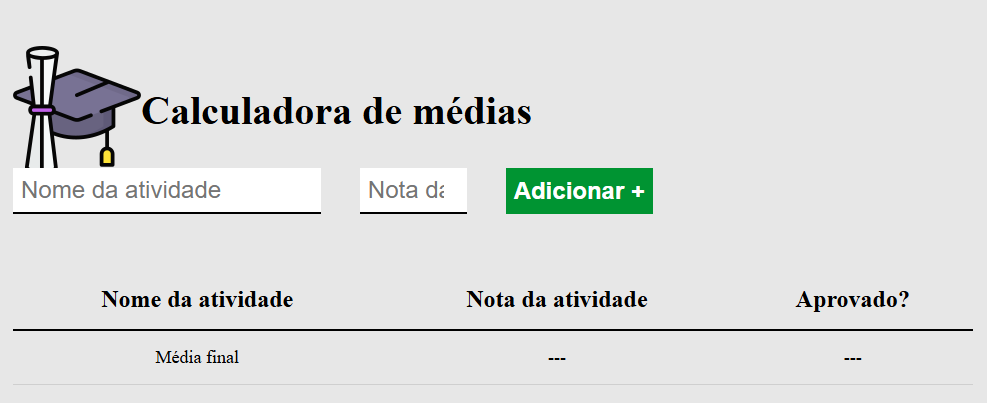 Calculadora de médias
Nome da atividade Nota da Adicionar +
Nome da atividade Nota da atividade Aprovado?
Média final --- ---